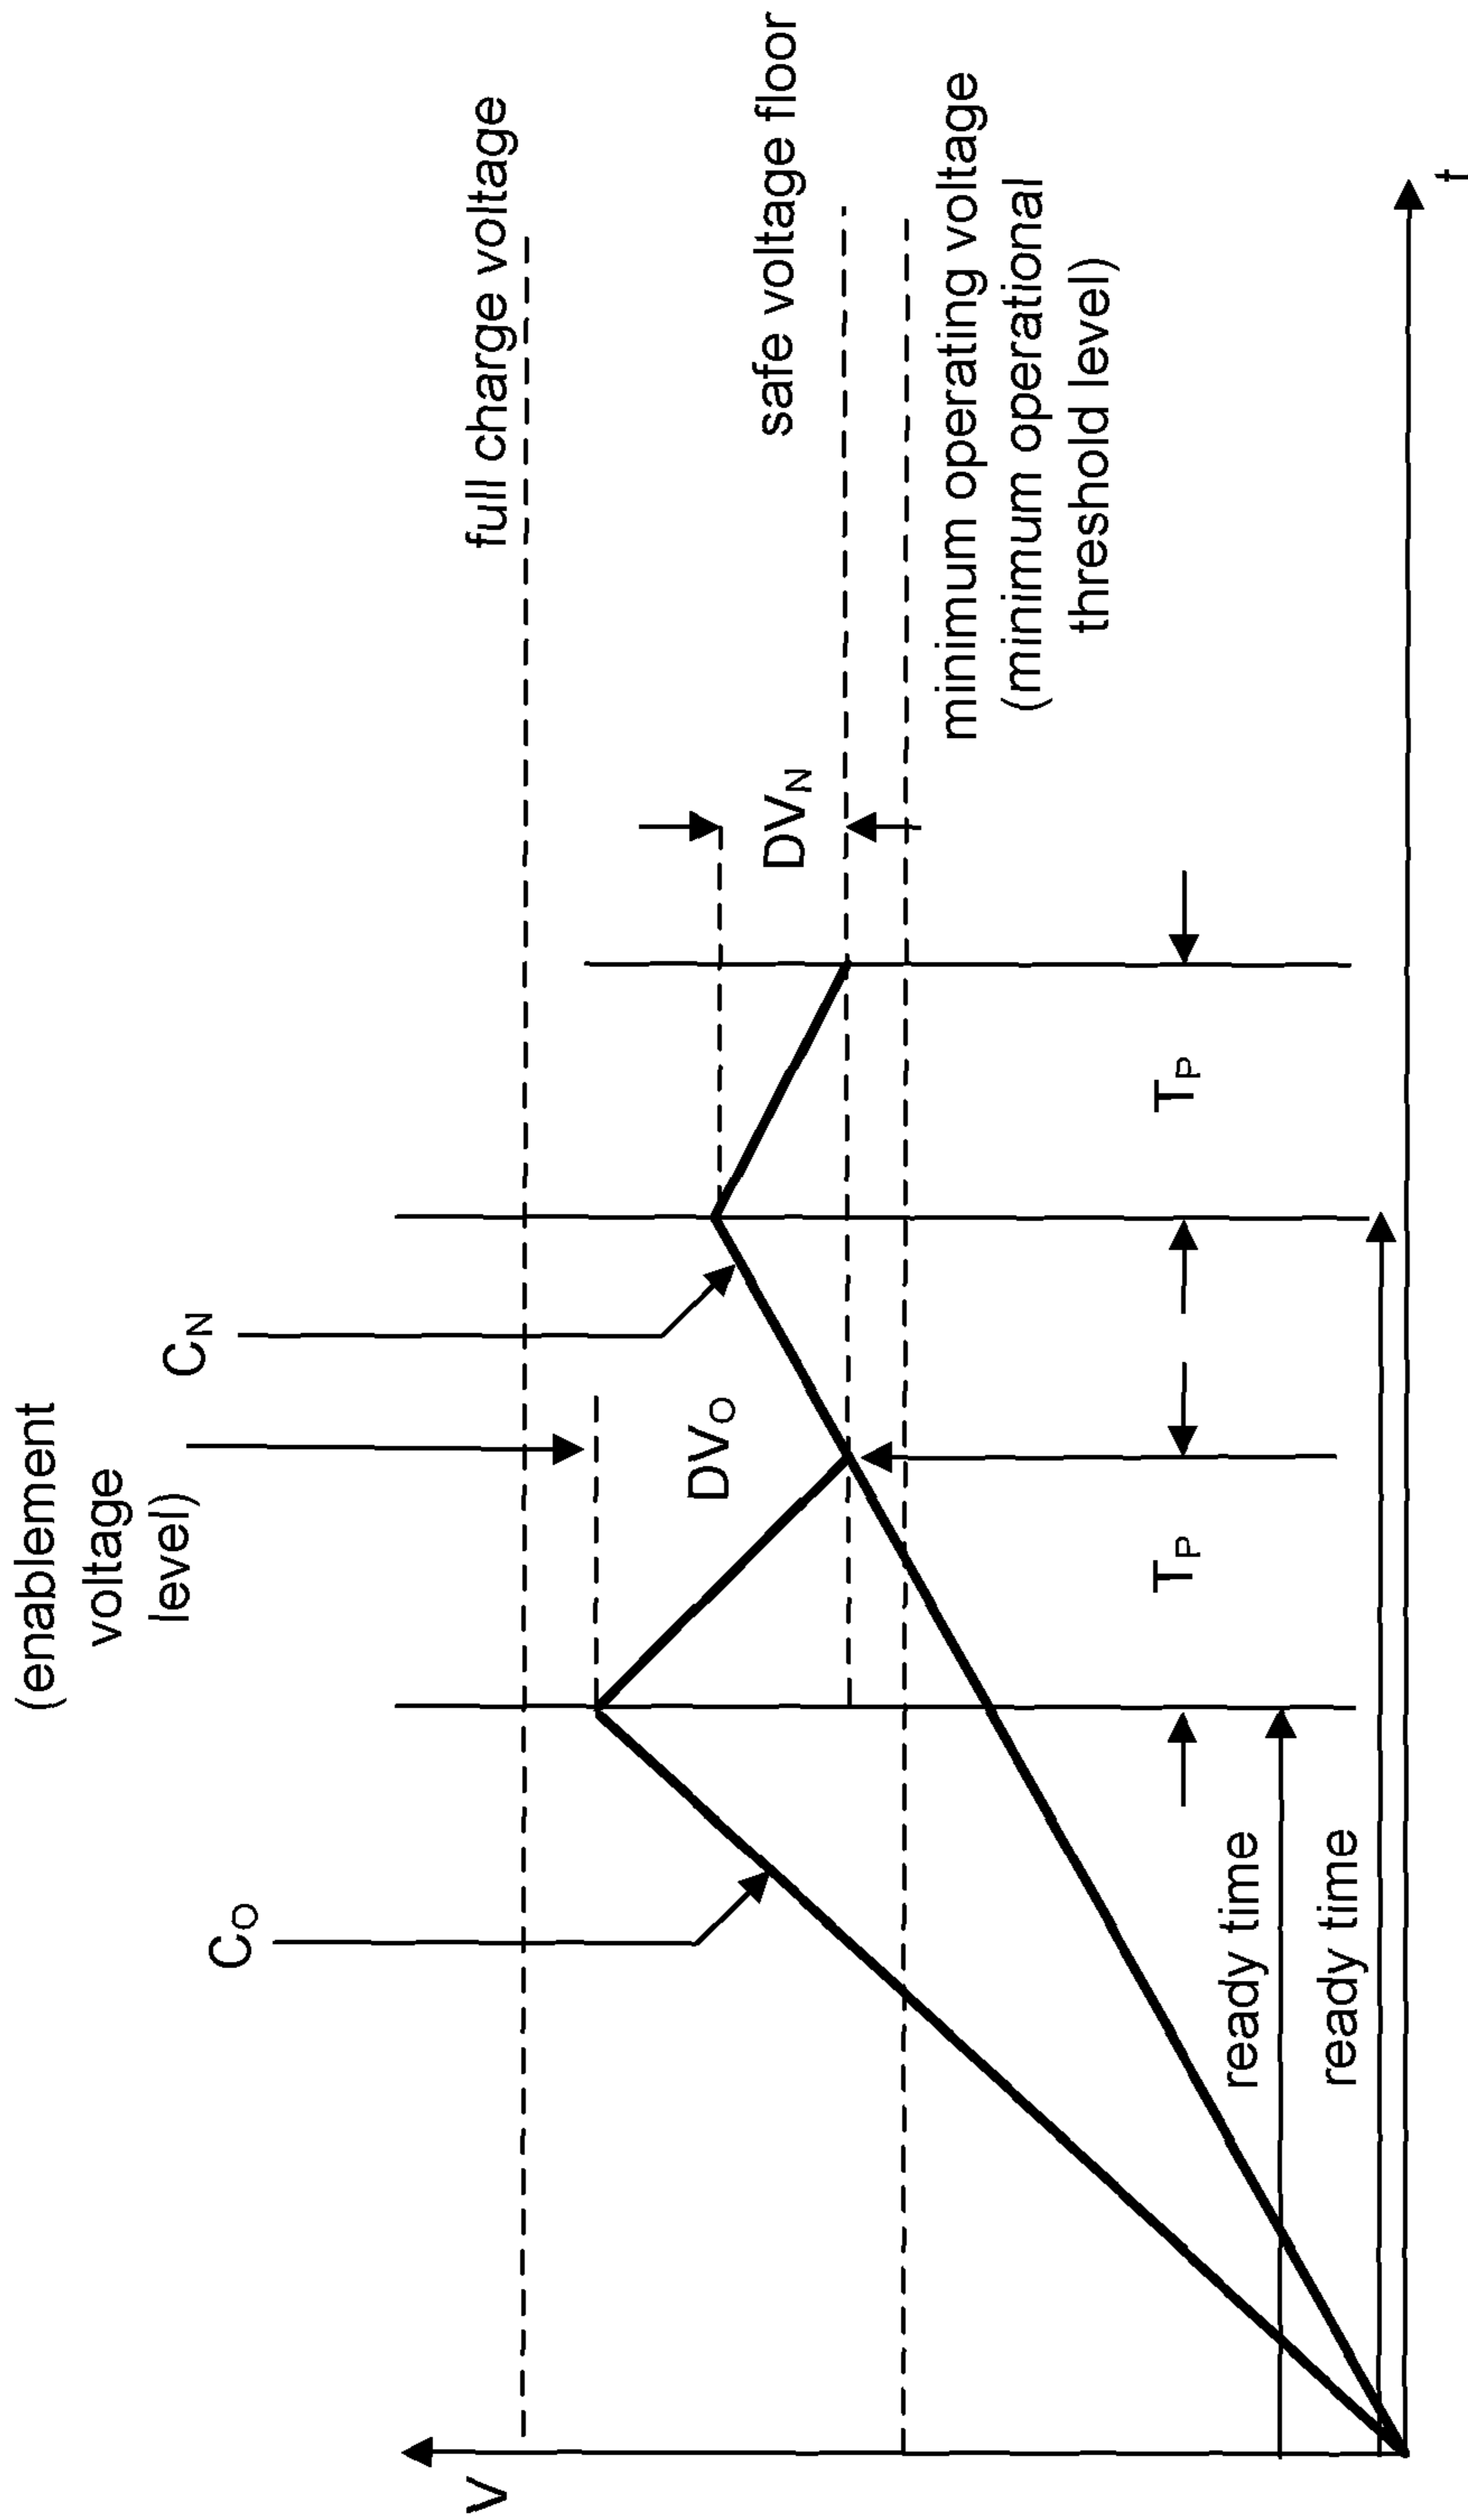 (enablement
voltage
level)
C_O
C_N
full charge voltage
safe voltage floor
DV_O
DV_N
minimum operating voltage
(minimum operational
threshold level)
T_P
T_P
ready time
ready time
V
t